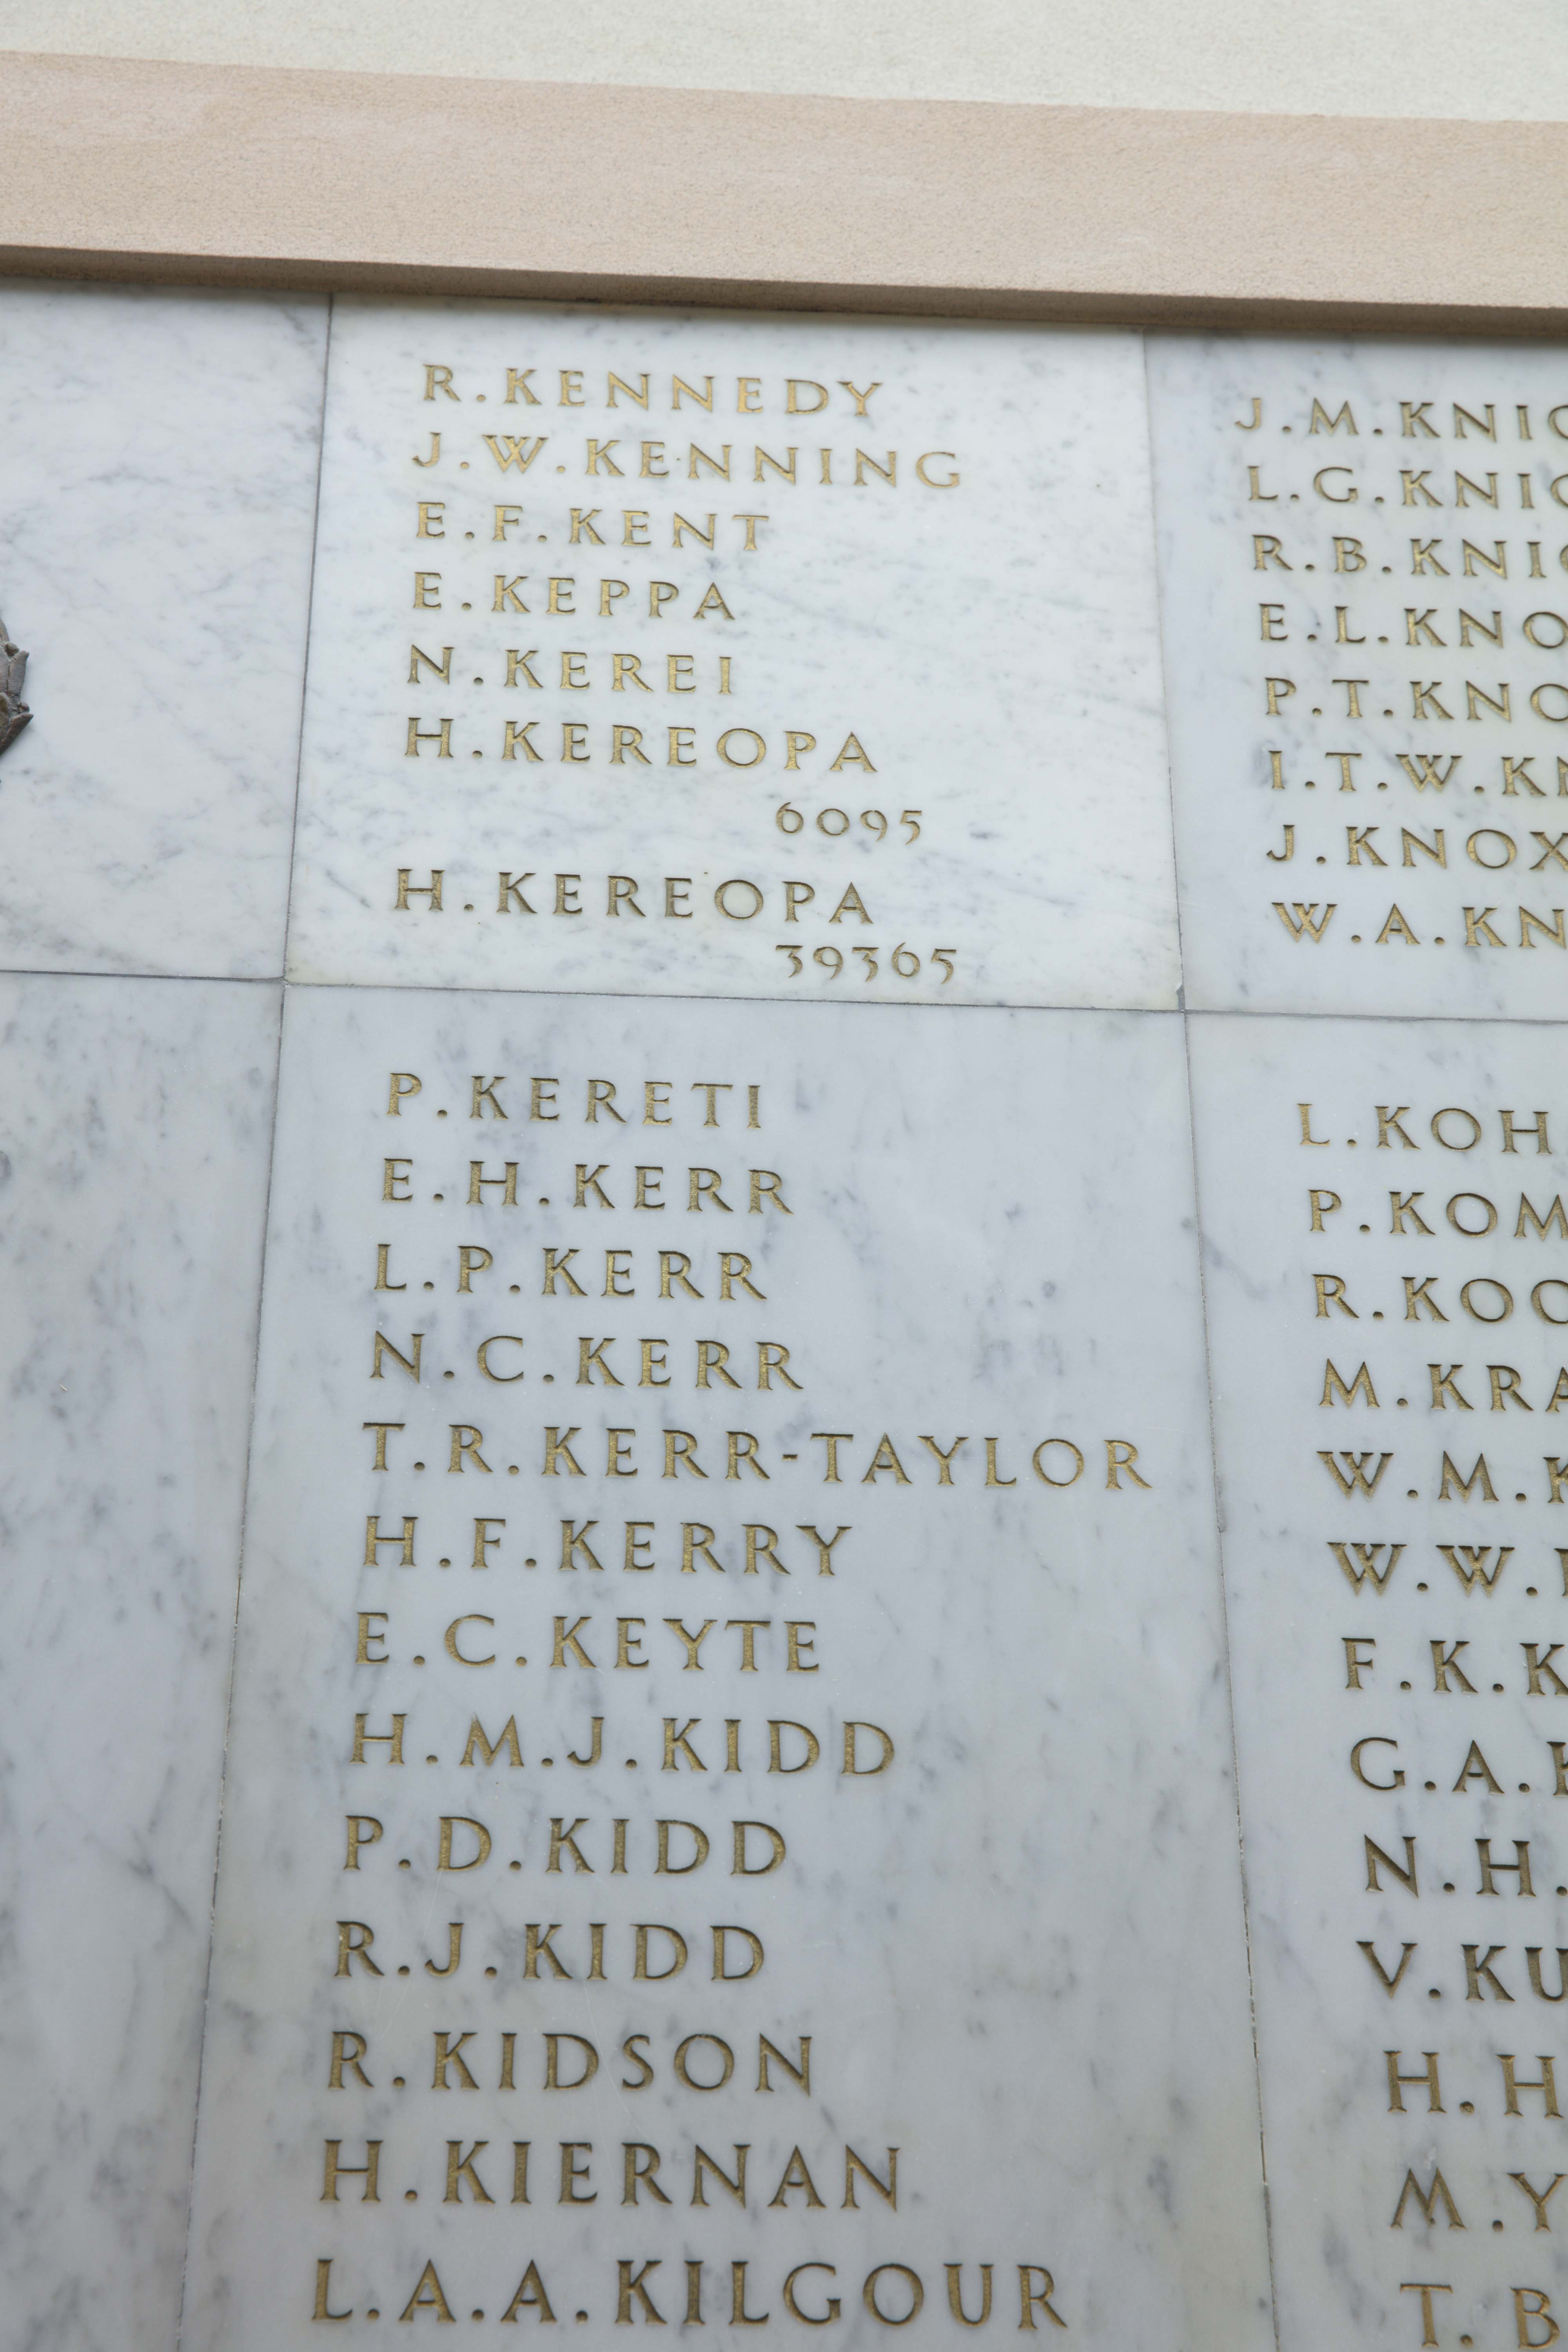 R.KENNEDY
J.W.KENNING
E.F.KENT
E.KEPPA
N.KEREI
H.KEREOPA
6095
H.KEREOPA
39365
P.KERETI
E.H.KERR
L.P.KERR
N.C.KERR
T.R.KERR-TAYLOR
H.F.KERRY
E.C.KEYTE
H.M.J.KIDD
P.D.KIDD
R.J.KIDD
R.KIDSON
H.KIERNAN
L.A.A.KILGOUR
J.M.
L.G.
R.B.
E.L.
P.T.
I.T.W.
J.KNOX
W.A.
L.
P.
R.
M.
W.M.
W.W.
F.K.
G.A.
N.H.
V.
H.
M.
T.